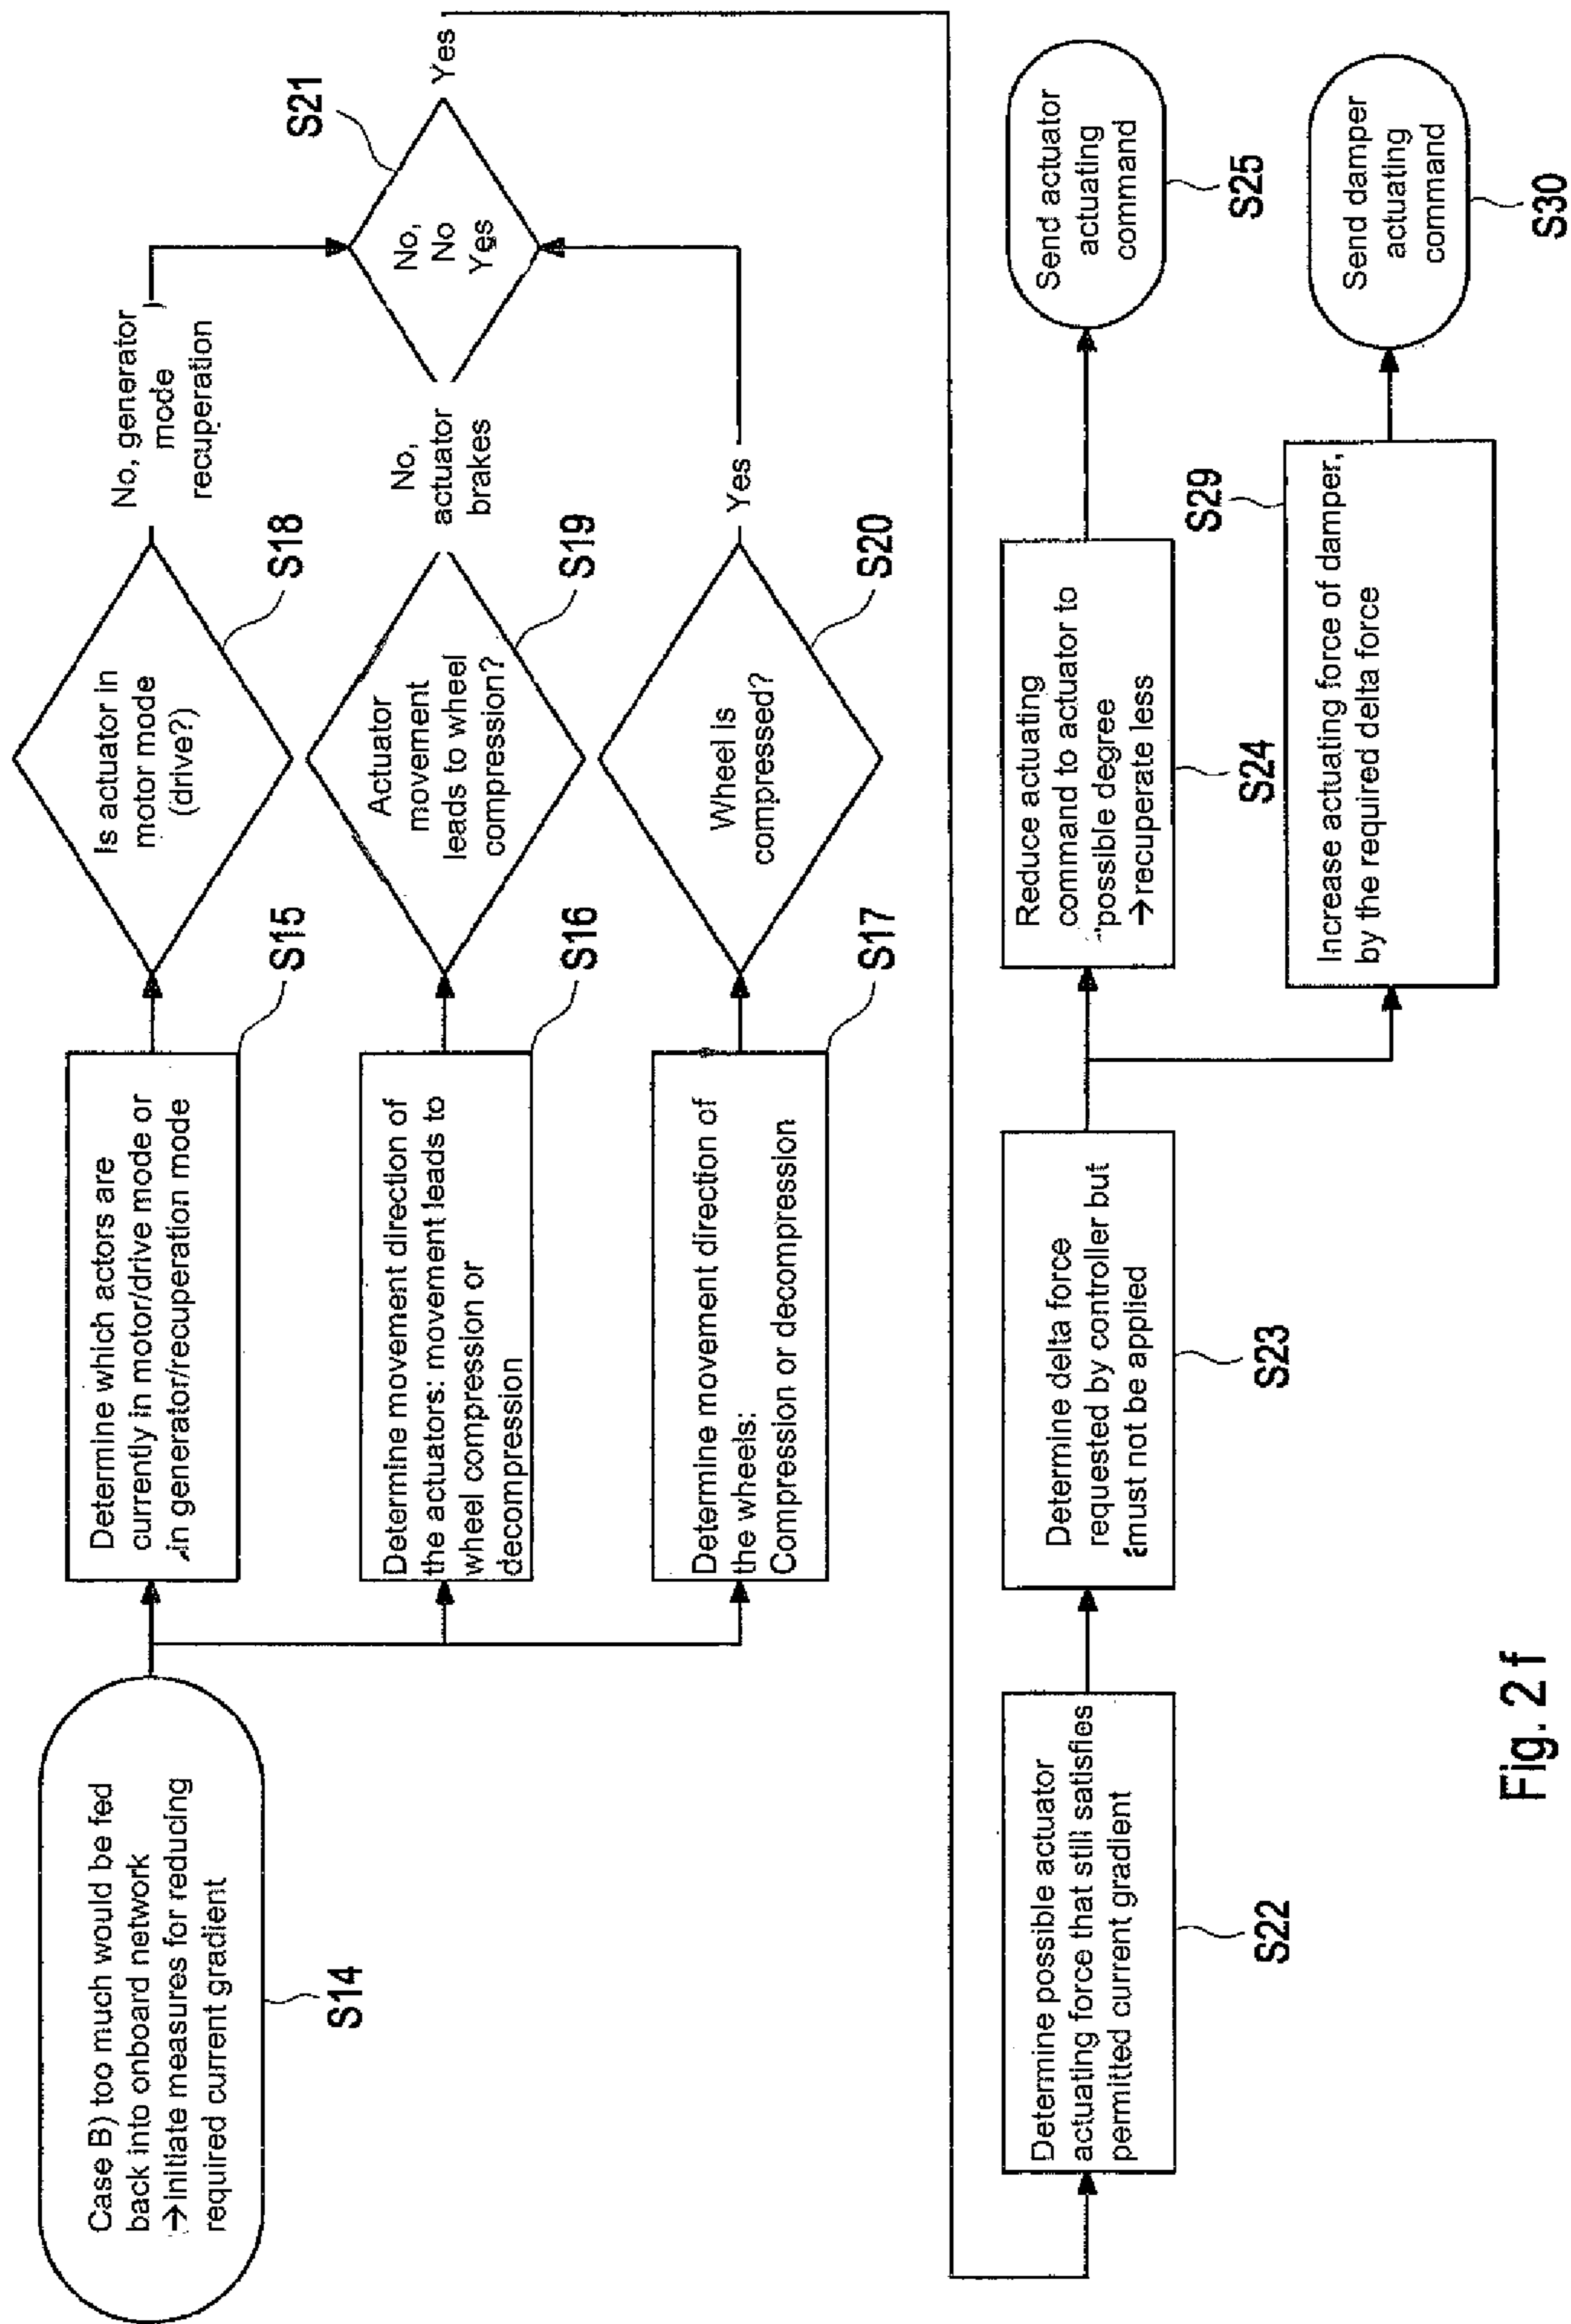 Case B) too much would be fed
back into onboard network
→initiate measures for reducing
required current gradient
S14
Determine which actors are
currently in motor/drive mode or
in generator/recuperation mode
S15
Is actuator in
motor mode
(drive?)
S18
No, generator
mode
recuperation
Determine movement direction of
the actuators: movement leads to
wheel compression or
decompression
S16
Actuator
movement
leads to wheel
compression?
S19
No,
actuator
brakes
Determine movement direction of
the wheels:
Compression or decompression
S17
Wheel is
compressed?
S20
Yes
No,
No
Yes
S21
Yes
Determine possible actuator
actuating force that still satisfies
permitted current gradient
S22
Determine delta force
requested by controller but
must not be applied
S23
Reduce actuating
command to actuator to
"possible degree
→recuperate less
S24
Send actuator
actuating
command
S25
Increase actuating force of damper,
by the required delta force
S29
Send damper
actuating
command
S30
Fig. 2 f